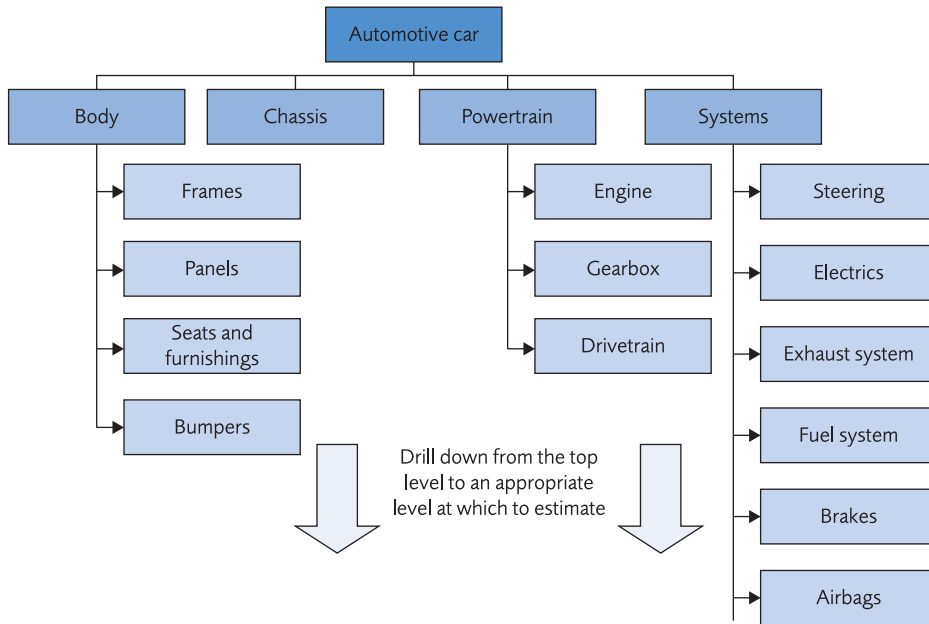 Automotive car
Body
Chassis
Powertrain
Systems
Frames
Panels
Seats and
furnishings
Bumpers
Engine
Gearbox
Drivetrain
Steering
Electrics
Exhaust system
Fuel system
Brakes
Airbags
Drill down from the top
level to an appropriate
level at which to estimate